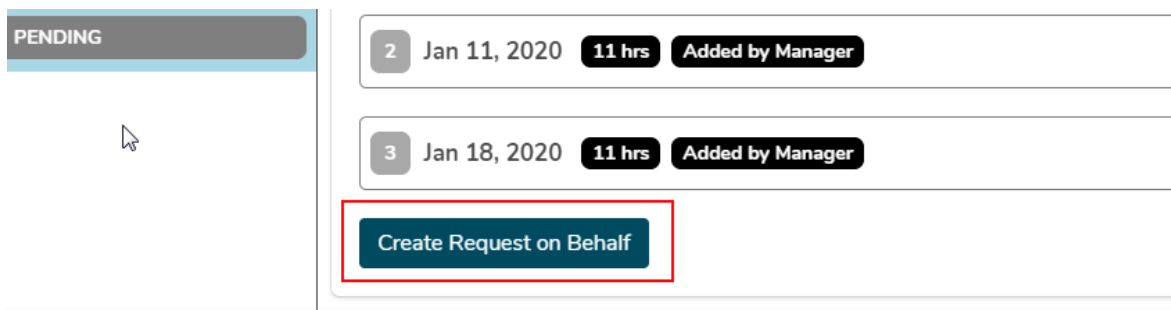 PENDING
2 Jan 11, 2020 11 hrs Added by Manager
3 Jan 18, 2020 11 hrs Added by Manager
Create Request on Behalf